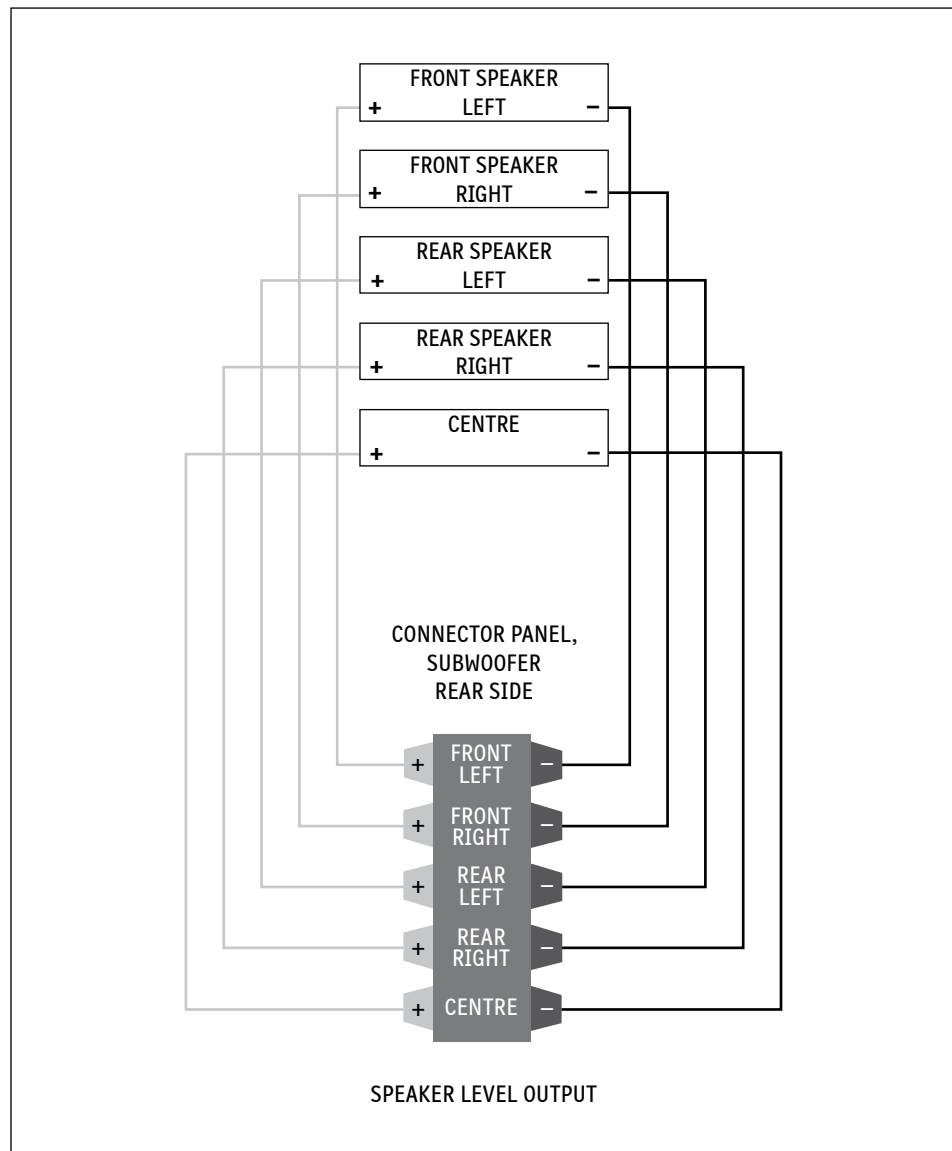 FRONT SPEAKER
+ LEFT –
FRONT SPEAKER
+ RIGHT –
REAR SPEAKER
+ LEFT –
REAR SPEAKER
+ RIGHT –
CENTRE
+ –
CONNECTOR PANEL,
SUBWOOFER
REAR SIDE
FRONT
+ LEFT –
FRONT
+ RIGHT –
REAR
+ LEFT –
REAR
+ RIGHT –
+ CENTRE –
SPEAKER LEVEL OUTPUT